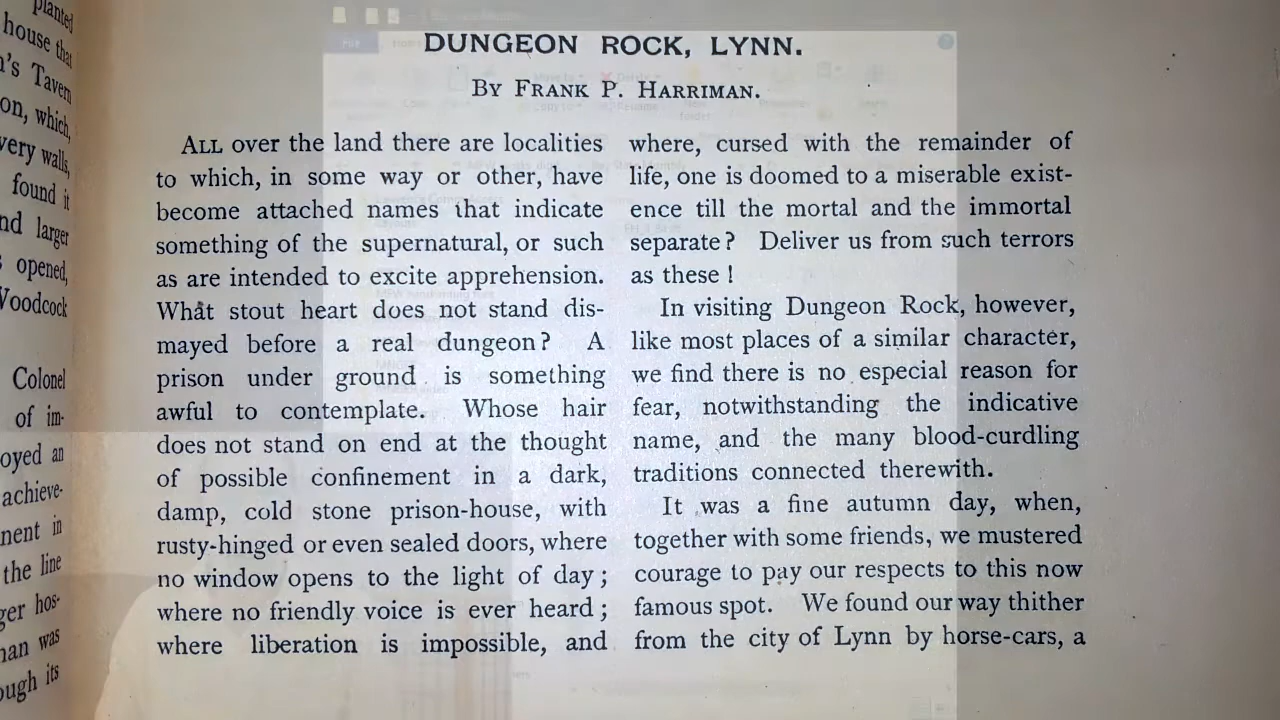 planted
house that
n's Tavern
on, which,
very walls,
found it
nd larger
opened,
Woodcock
Colonel
of im-
oyed an
achieve-
nent in
the line
ger hos-
nan was
ough its
DUNGEON ROCK, LYNN.
BY FRANK P. HARRIMAN.
ALL over the land there are localities
to which, in some way or other, have
become attached names that indicate
something of the supernatural, or such
as are intended to excite apprehension.
What stout heart does not stand dis-
mayed before a real dungeon? A
prison under ground is something
awful to contemplate. Whose hair
does not stand on end at the thought
of possible confinement in a dark,
damp, cold stone prison-house, with
rusty-hinged or even sealed doors, where
no window opens to the light of day;
where no friendly voice is ever heard;
where liberation is impossible, and
where, cursed with the remainder of
life, one is doomed to a miserable exist-
ence till the mortal and the immortal
separate? Deliver us from such terrors
as these!
In visiting Dungeon Rock, however,
like most places of a similar character,
we find there is no especial reason for
fear, notwithstanding the indicative
name, and the many blood-curdling
traditions connected therewith.
It was a fine autumn day, when,
together with some friends, we mustered
courage to pay our respects to this now
famous spot. We found our way thither
from the city of Lynn by horse-cars, a